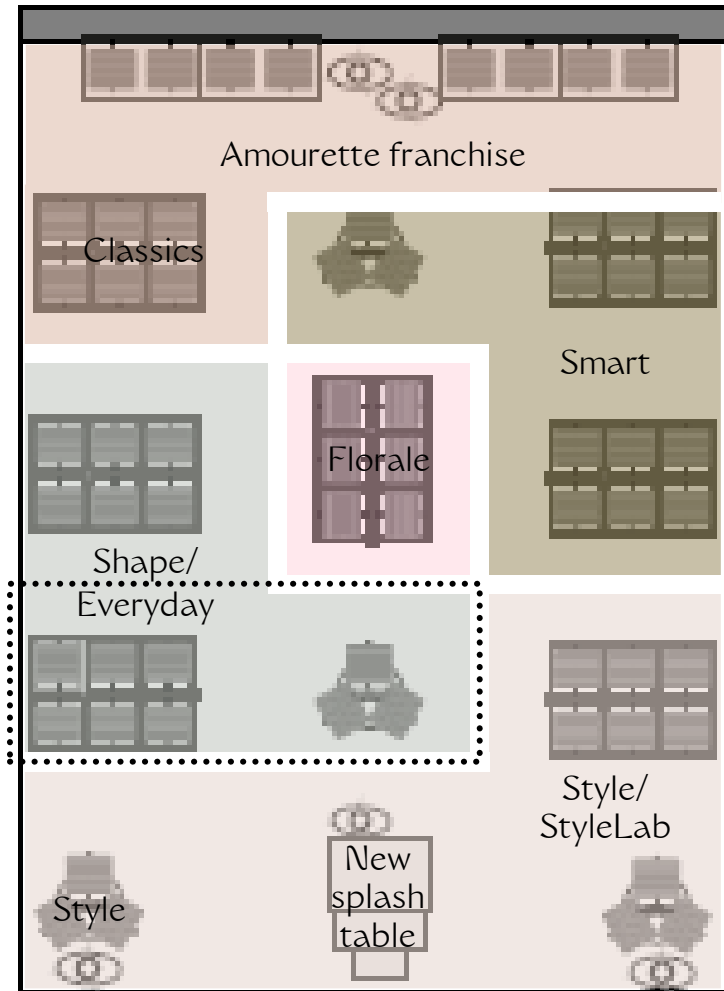 Amourette franchise
Classics
Smart
Florale
Shape/
Everyday
Style/
StyleLab
New
splash
table
Style